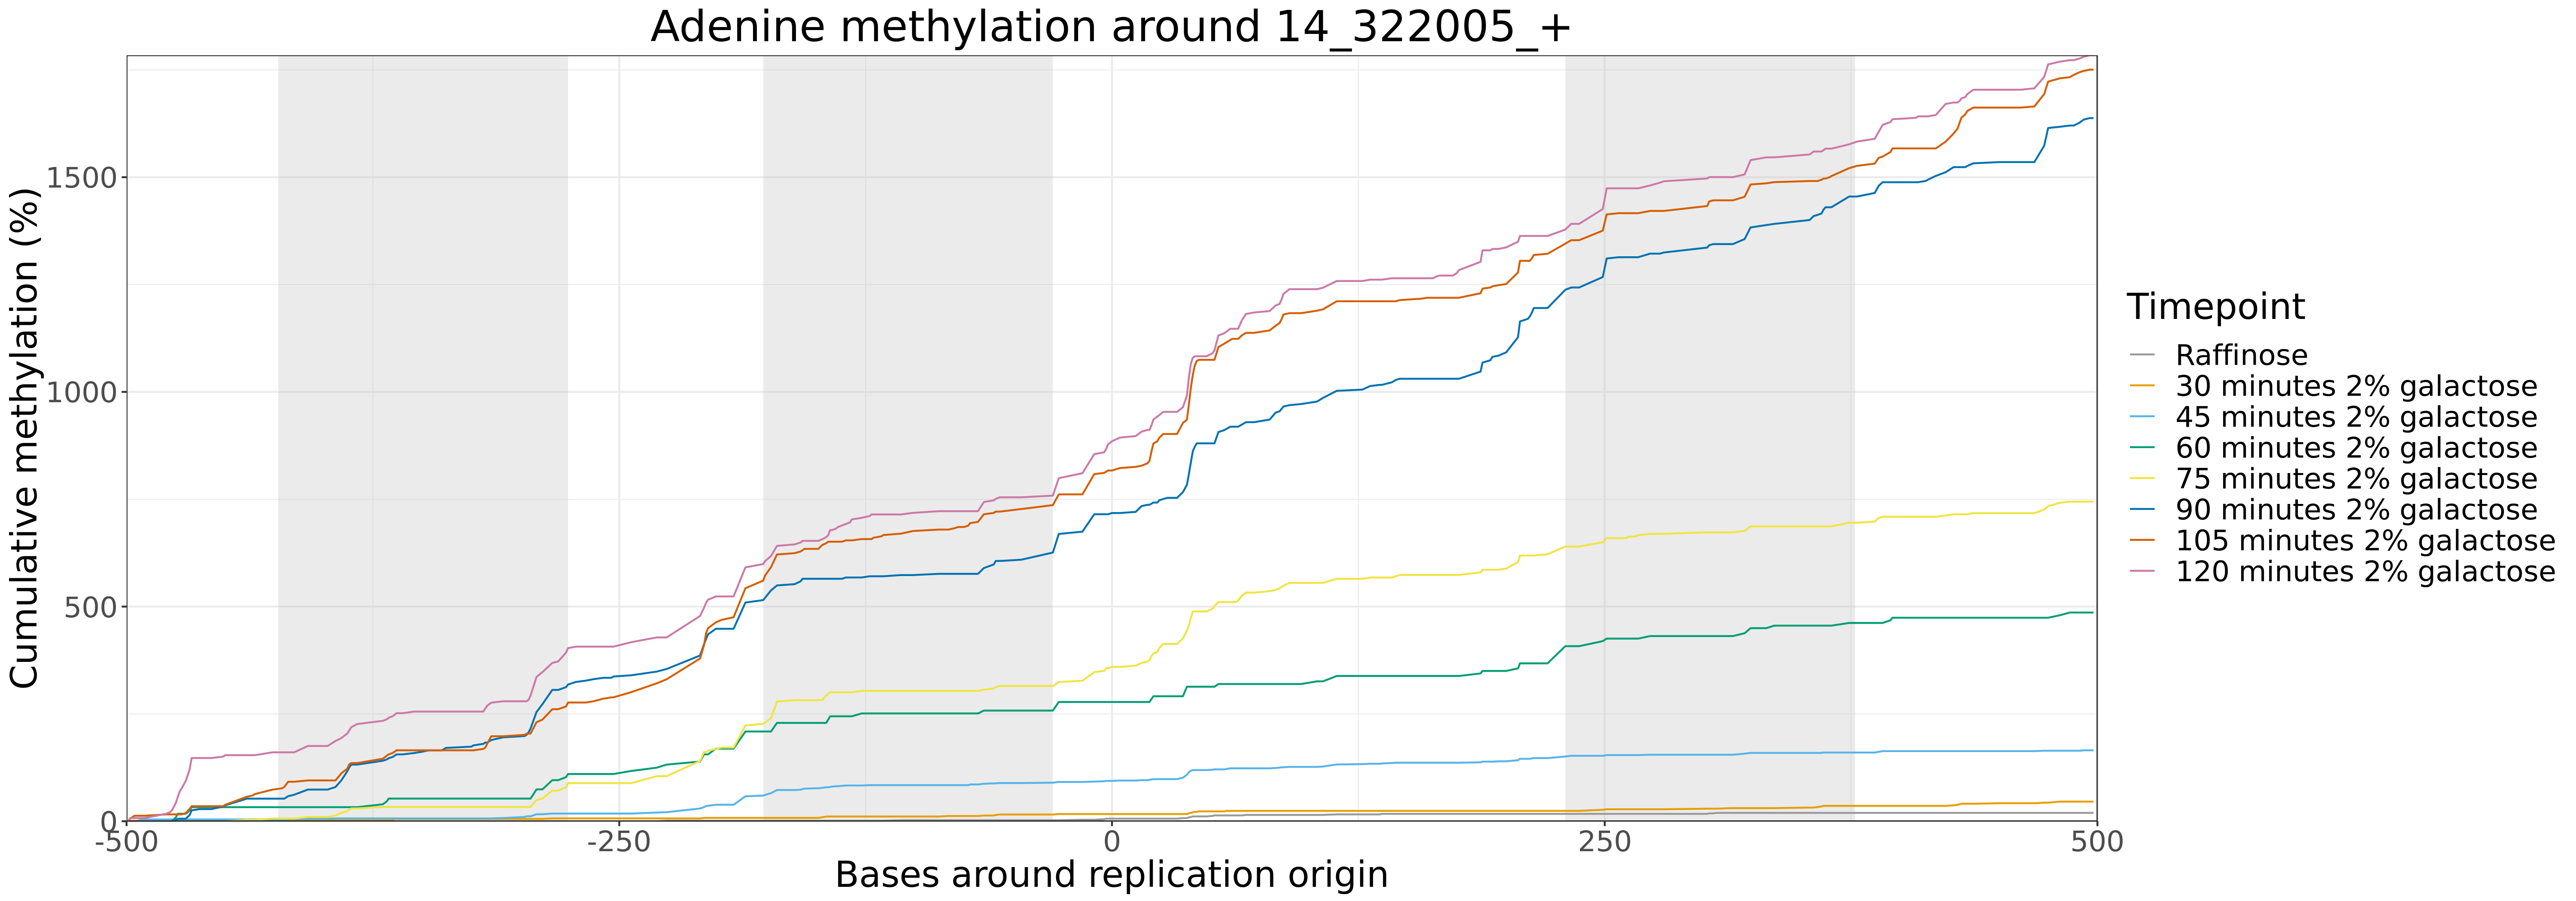 Adenine methylation around 14_322005_+
Cumulative methylation (%)
1500
1000
500
0
-500
-250
0
250
500
Bases around replication origin
Timepoint
Raffinose
30 minutes 2% galactose
45 minutes 2% galactose
60 minutes 2% galactose
75 minutes 2% galactose
90 minutes 2% galactose
105 minutes 2% galactose
120 minutes 2% galactose